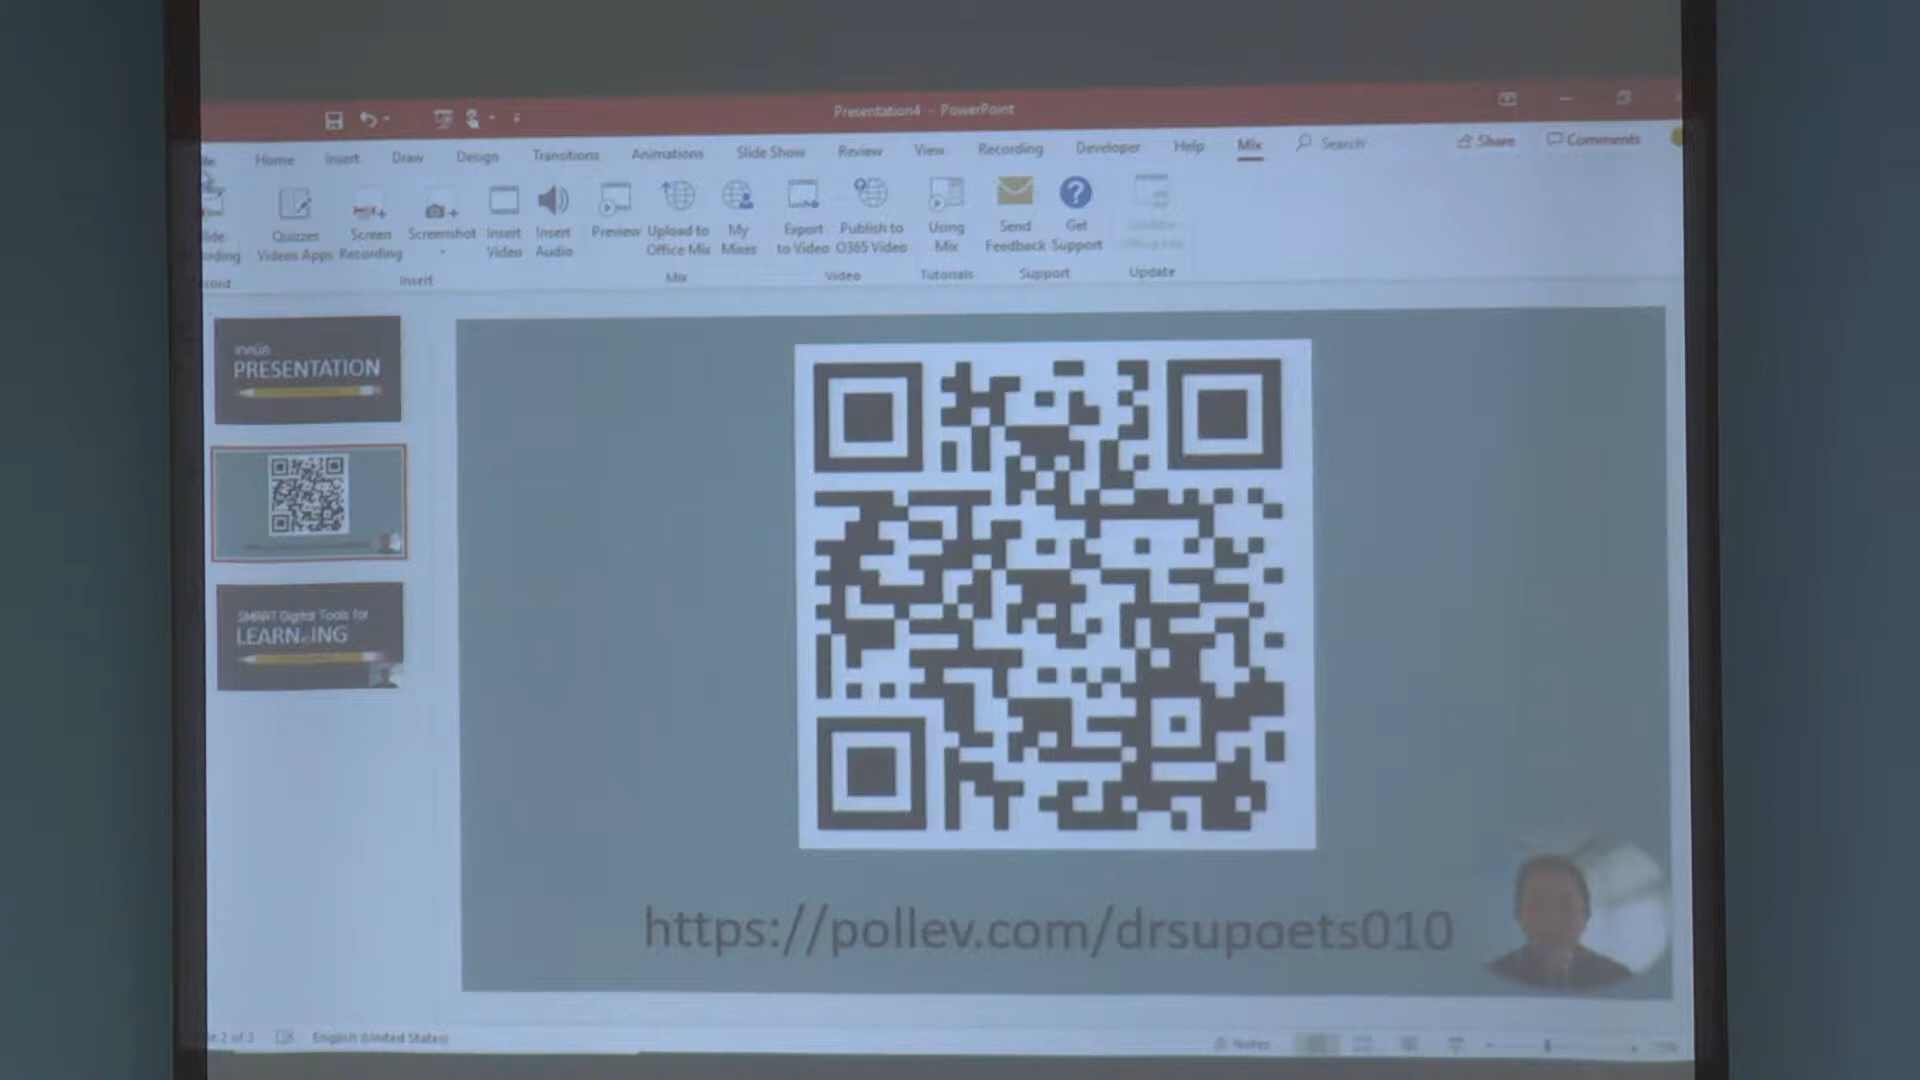 Presentation4 - PowerPoint
Home Insert Draw Design Transitions Animations Slide Show Review View Recording Developer Help Mix Search Share Comments
Quizzes Videos Apps
Screen Recording
Screenshot
Insert Video
Insert Audio
Preview
Upload to Office Mix
My Mixes
Export to Video
Publish to O365 Video
Using Mix
Send Feedback
Get Support
Insert Mix Video Tutorials Support Update
PRESENTATION
SMART Digital Tools for
LEARN ING
https://pollev.com/drsupoets010
English (United States)
Notes